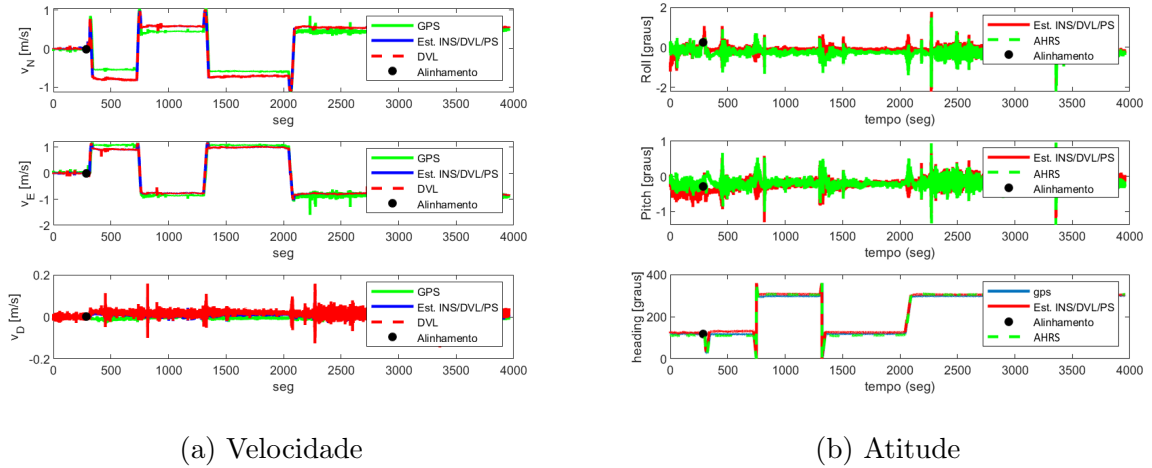 v_N [m/s]
1
0
-1
GPS
Est. INS/DVL/PS
DVL
Alinhamento
0 500 1000 1500 2000 2500 3000 3500 4000
seg
v_E [m/s]
1
0
-1
-2
GPS
Est. INS/DVL/PS
DVL
Alinhamento
0 500 1000 1500 2000 2500 3000 3500 4000
seg
v_D [m/s]
0.2
0
0.2
GPS
Est. INS/DVL/PS
DVL
Alinhamento
0 500 1000 1500 2000 2500 3000 3500 4000
seg
(a) Velocidade
Roll [graus]
1
0
-1
-2
Est. INS/DVL/PS
AHRS
Alinhamento
0 500 1000 1500 2000 2500 3000 3500 4000
tempo (seg)
Pitch [graus]
1
0
-1
Est. INS/DVL/PS
AHRS
Alinhamento
0 500 1000 1500 2000 2500 3000 3500 4000
tempo (seg)
heading [graus]
400
200
0
gps
Est. INS/DVL/PS
Alinhamento
AHRS
0 500 1000 1500 2000 2500 3000 3500 4000
tempo (seg)
(b) Atitude